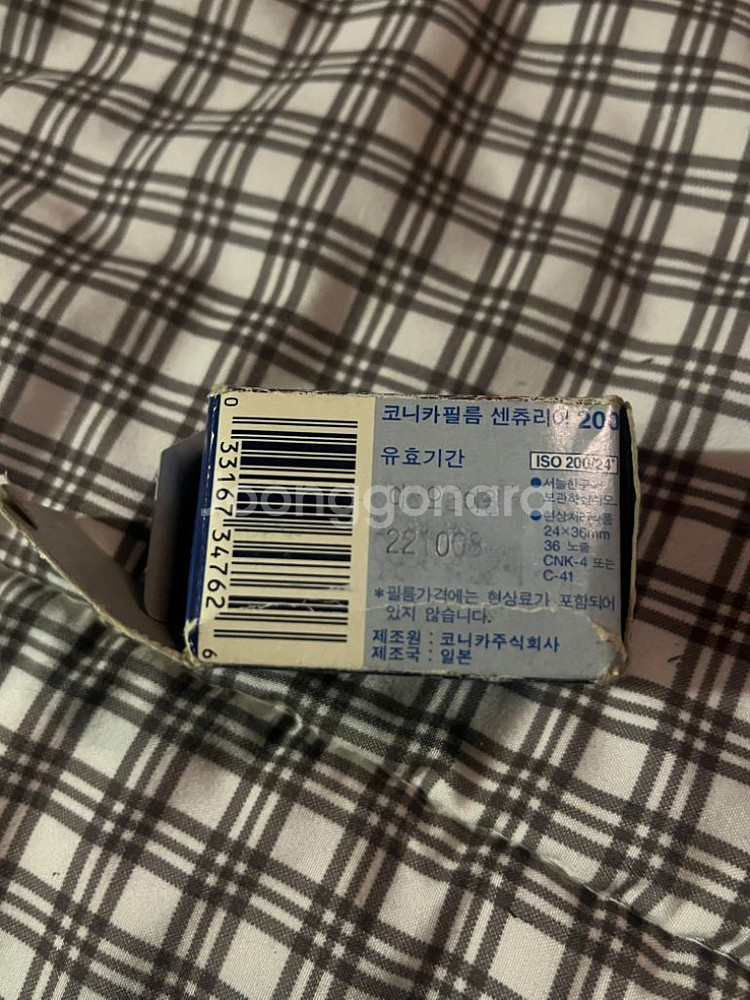 코니카필름 센츄리아 200
유효기간
ISO 200/24°
221008
24×36mm
36 노출
CNK-4 또는
C-41
*필름가격에는 현상료가 포함되어
있지 않습니다.
제조원 : 코니카주식회사
제조국 : 일본
0 33167 34762 6